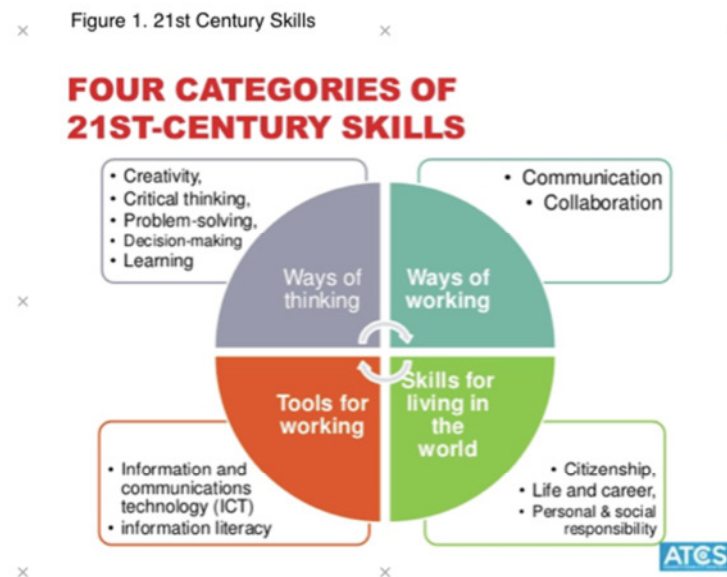 Figure 1. 21st Century Skills
FOUR CATEGORIES OF
21ST-CENTURY SKILLS
• Creativity,
• Critical thinking,
• Problem-solving,
• Decision-making
• Learning
• Communication
• Collaboration
Ways of
thinking
Ways of
working
Tools for
working
Skills for
living in
the
world
• Information and
communications
technology (ICT)
• information literacy
• Citizenship,
• Life and career,
• Personal & social
responsibility
ATCS